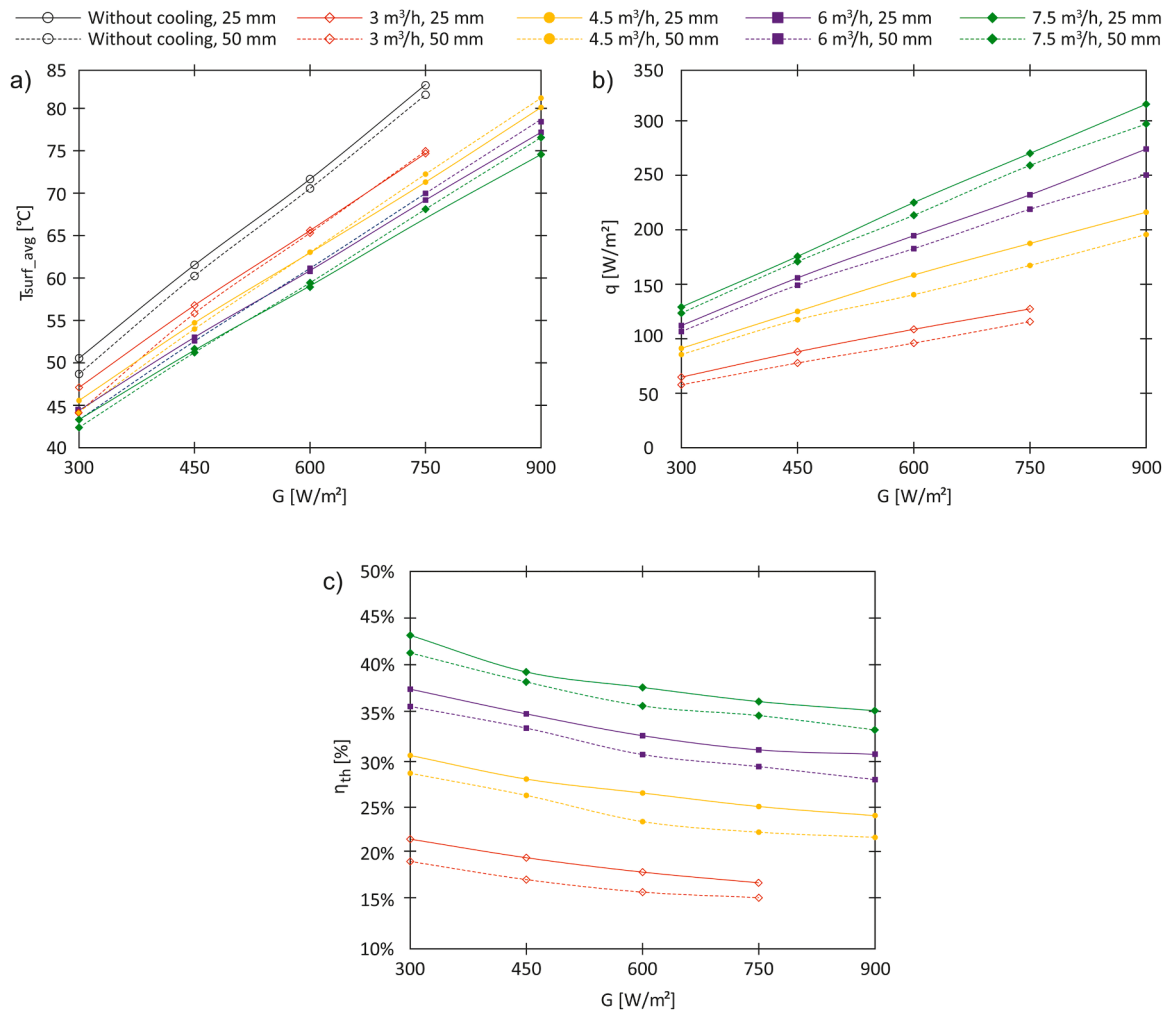 Without cooling, 25 mm 3 m³/h, 25 mm 4.5 m³/h, 25 mm 6 m³/h, 25 mm 7.5 m³/h, 25 mm
Without cooling, 50 mm 3 m³/h, 50 mm 4.5 m³/h, 50 mm 6 m³/h, 50 mm 7.5 m³/h, 50 mm
a)
85
80
75
70
65
60
55
50
45
40
Tsurf_avg [°C]
300 450 600 750 900
G [W/m²]
b)
350
300
250
200
150
100
50
0
q [W/m²]
300 450 600 750 900
G [W/m²]
c)
50%
45%
40%
35%
30%
25%
20%
15%
10%
ηth [%]
300 450 600 750 900
G [W/m²]